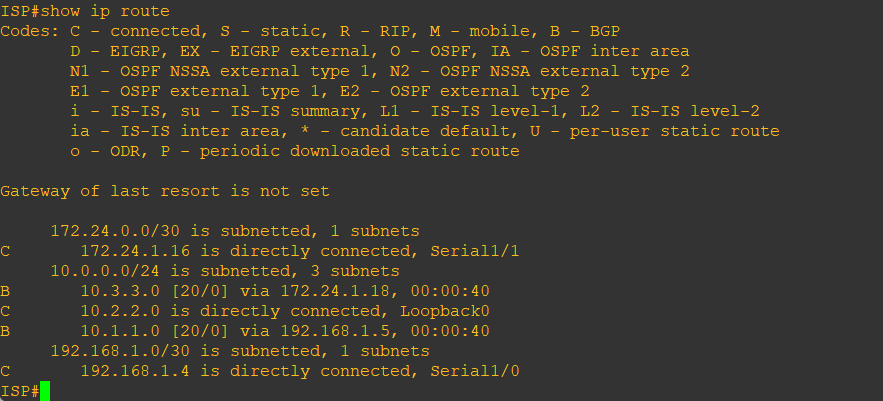 ISP#show ip route
Codes: C - connected, S - static, R - RIP, M - mobile, B - BGP
       D - EIGRP, EX - EIGRP external, O - OSPF, IA - OSPF inter area
       N1 - OSPF NSSA external type 1, N2 - OSPF NSSA external type 2
       E1 - OSPF external type 1, E2 - OSPF external type 2
       i - IS-IS, su - IS-IS summary, L1 - IS-IS level-1, L2 - IS-IS level-2
       ia - IS-IS inter area, * - candidate default, U - per-user static route
       o - ODR, P - periodic downloaded static route

Gateway of last resort is not set

     172.24.0.0/30 is subnetted, 1 subnets
C       172.24.1.16 is directly connected, Serial1/1
     10.0.0.0/24 is subnetted, 3 subnets
B       10.3.3.0 [20/0] via 172.24.1.18, 00:00:40
C       10.2.2.0 is directly connected, Loopback0
B       10.1.1.0 [20/0] via 192.168.1.5, 00:00:40
     192.168.1.0/30 is subnetted, 1 subnets
C       192.168.1.4 is directly connected, Serial1/0
ISP#